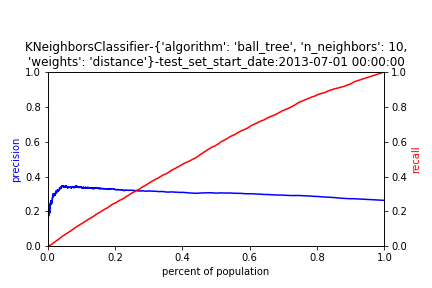 KNeighborsClassifier-{'algorithm': 'ball_tree', 'n_neighbors': 10,
'weights': 'distance'}-test_set_start_date:2013-07-01 00:00:00
1.0 1.0
0.8 0.8
0.6 0.6
precision recall
0.4 0.4
0.2 0.2
0.0 0.0
0.0 0.2 0.4 0.6 0.8 1.0
percent of population